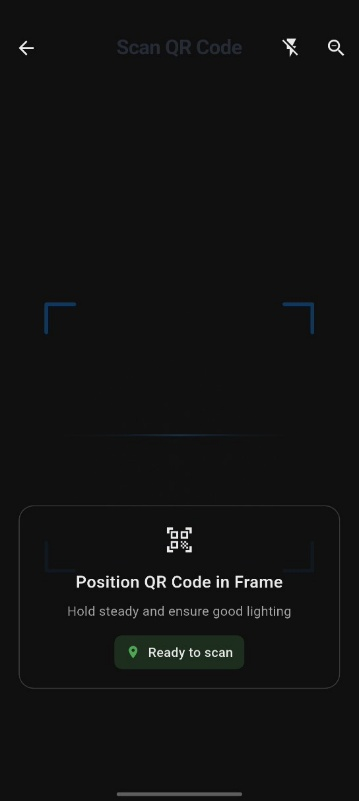 Scan QR Code
Position QR Code in Frame
Hold steady and ensure good lighting
Ready to scan